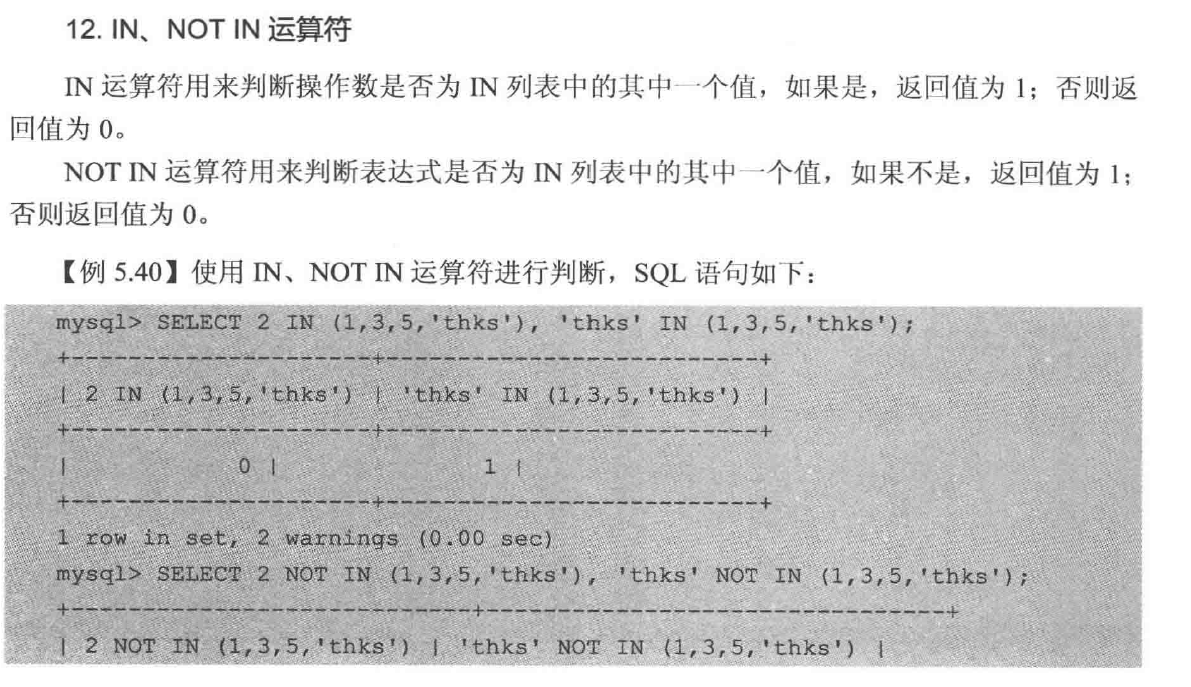 12. IN、NOT IN 运算符
IN 运算符用来判断操作数是否为 IN 列表中的其中一个值，如果是，返回值为 1；否则返
回值为 0。
NOT IN 运算符用来判断表达式是否为 IN 列表中的其中一个值，如果不是，返回值为 1；
否则返回值为 0。
【例 5.40】使用 IN、NOT IN 运算符进行判断，SQL 语句如下：
mysql> SELECT 2 IN (1,3,5,'thks'), 'thks' IN (1,3,5,'thks');
+---------------------+---------------------------+
| 2 IN (1,3,5,'thks') | 'thks' IN (1,3,5,'thks') |
+---------------------+---------------------------+
| 0 | 1 |
+---------------------+---------------------------+
1 row in set, 2 warnings (0.00 sec)
mysql> SELECT 2 NOT IN (1,3,5,'thks'), 'thks' NOT IN (1,3,5,'thks');
+----------------------------+---------------------------------+
| 2 NOT IN (1,3,5,'thks') | 'thks' NOT IN (1,3,5,'thks') |